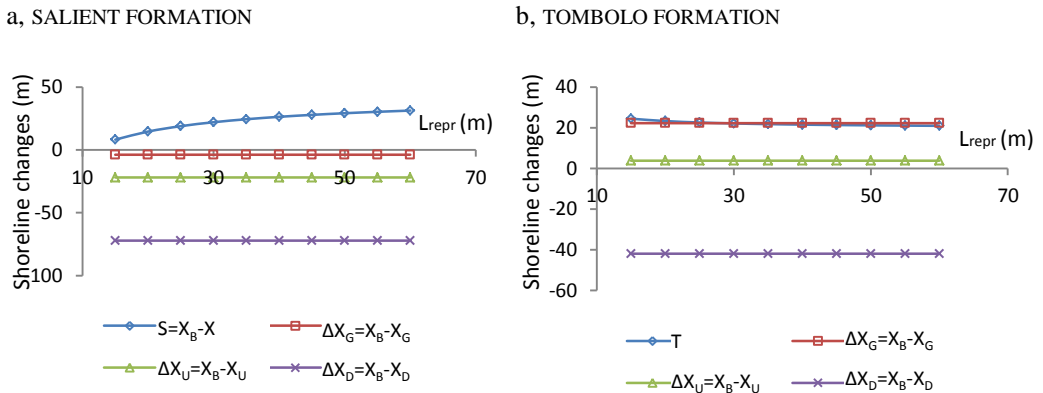 a, SALIENT FORMATION
50
0
-50
-100
Shoreline changes (m)
10
30
50
70
Lrepr (m)
S=XB-X
ΔXG=XB-XG
ΔXU=XB-XU
ΔXD=XB-XD
b, TOMBOLO FORMATION
40
20
0
-20
-40
-60
Shoreline changes (m)
10
30
50
70
Lrepr (m)
T
ΔXG=XB-XG
ΔXU=XB-XU
ΔXD=XB-XD